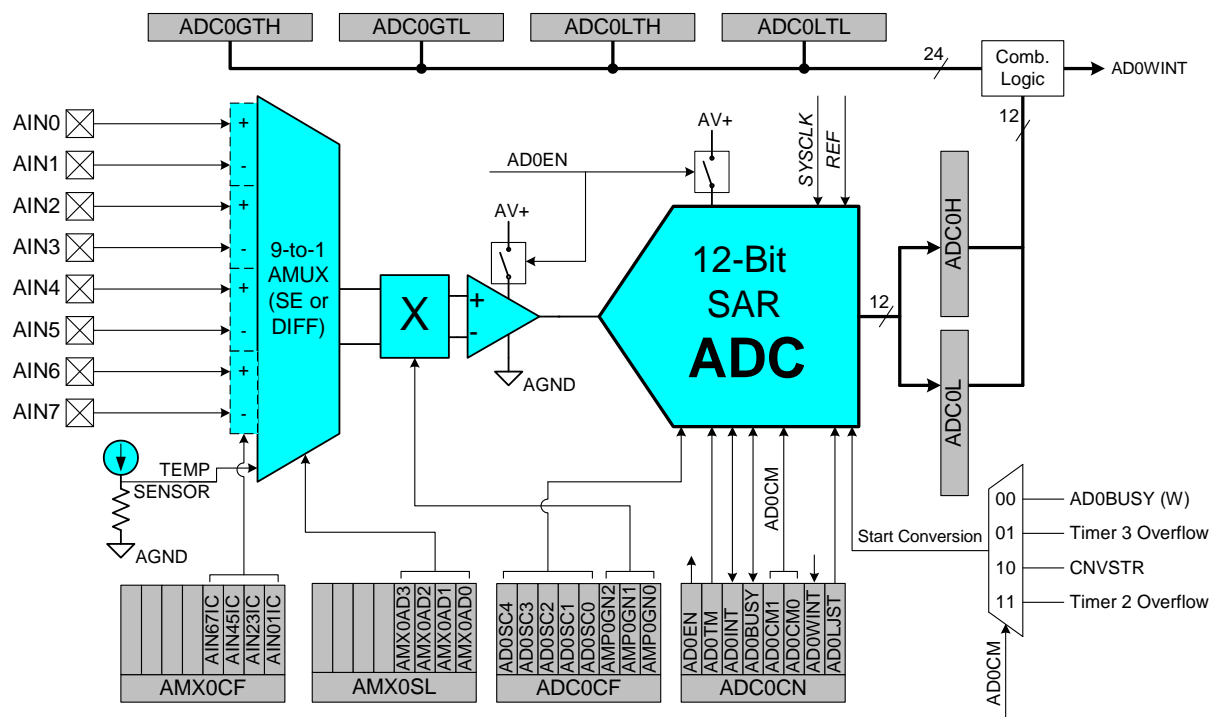 ADC0GTH
ADC0GTL
ADC0LTH
ADC0LTL
24
Comb.
Logic
AD0WINT
12
AIN0
AIN1
AIN2
AIN3
AIN4
AIN5
AIN6
AIN7
+
-
+
-
+
-
+
-
9-to-1
AMUX
(SE or
DIFF)
X
+
-
AV+
AGND
AD0EN
AV+
SYSCLK
REF
12-Bit
SAR
ADC
12
ADC0H
ADC0L
TEMP
SENSOR
AGND
AD0CM
Start Conversion
00
01
10
11
AD0BUSY (W)
Timer 3 Overflow
CNVSTR
Timer 2 Overflow
AD0CM
AIN67IC
AIN45IC
AIN23IC
AIN01IC
AMX0CF
AMX0AD3
AMX0AD2
AMX0AD1
AMX0AD0
AMX0SL
AD0SC4
AD0SC3
AD0SC2
AD0SC1
AD0SC0
AMP0GN2
AMP0GN1
AMP0GN0
ADC0CF
AD0EN
AD0TM
AD0INT
AD0BUSY
AD0CM1
AD0CM0
AD0WINT
AD0LJST
ADC0CN